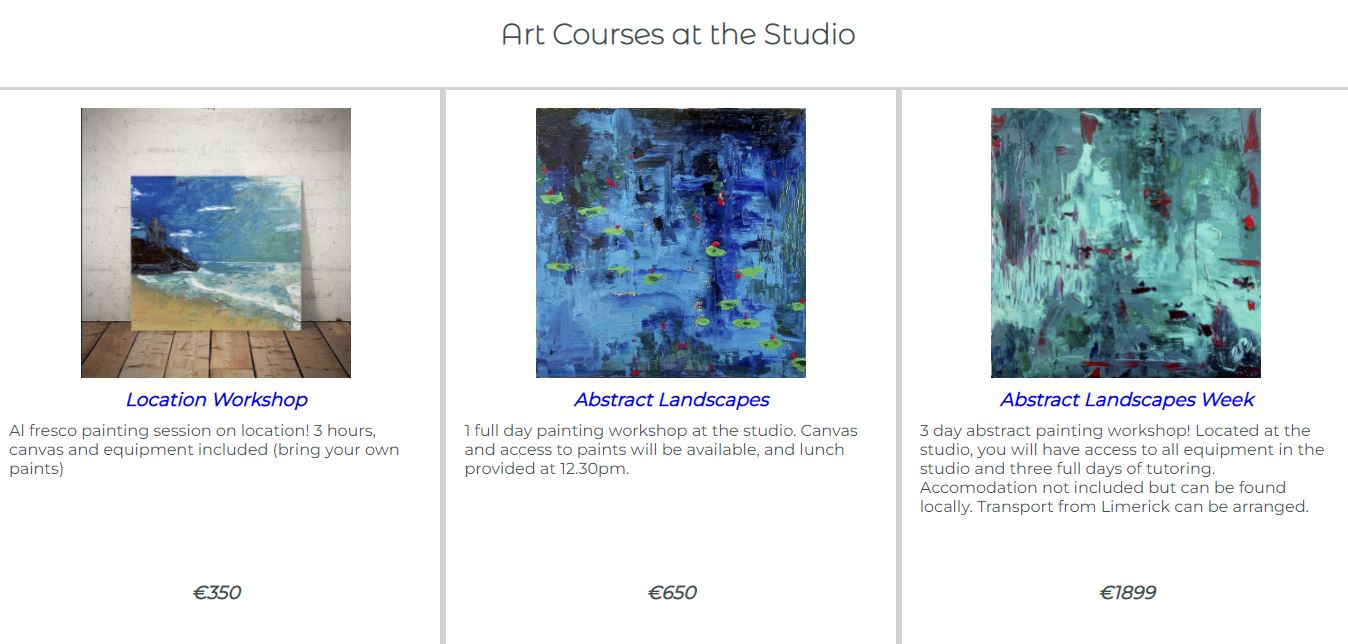 Art Courses at the Studio
Location Workshop
Al fresco painting session on location! 3 hours,
canvas and equipment included (bring your own
paints)
€350
Abstract Landscapes
1 full day painting workshop at the studio. Canvas
and access to paints will be available, and lunch
provided at 12.30pm.
€650
Abstract Landscapes Week
3 day abstract painting workshop! Located at the
studio, you will have access to all equipment in the
studio and three full days of tutoring.
Accomodation not included but can be found
locally. Transport from Limerick can be arranged.
€1899